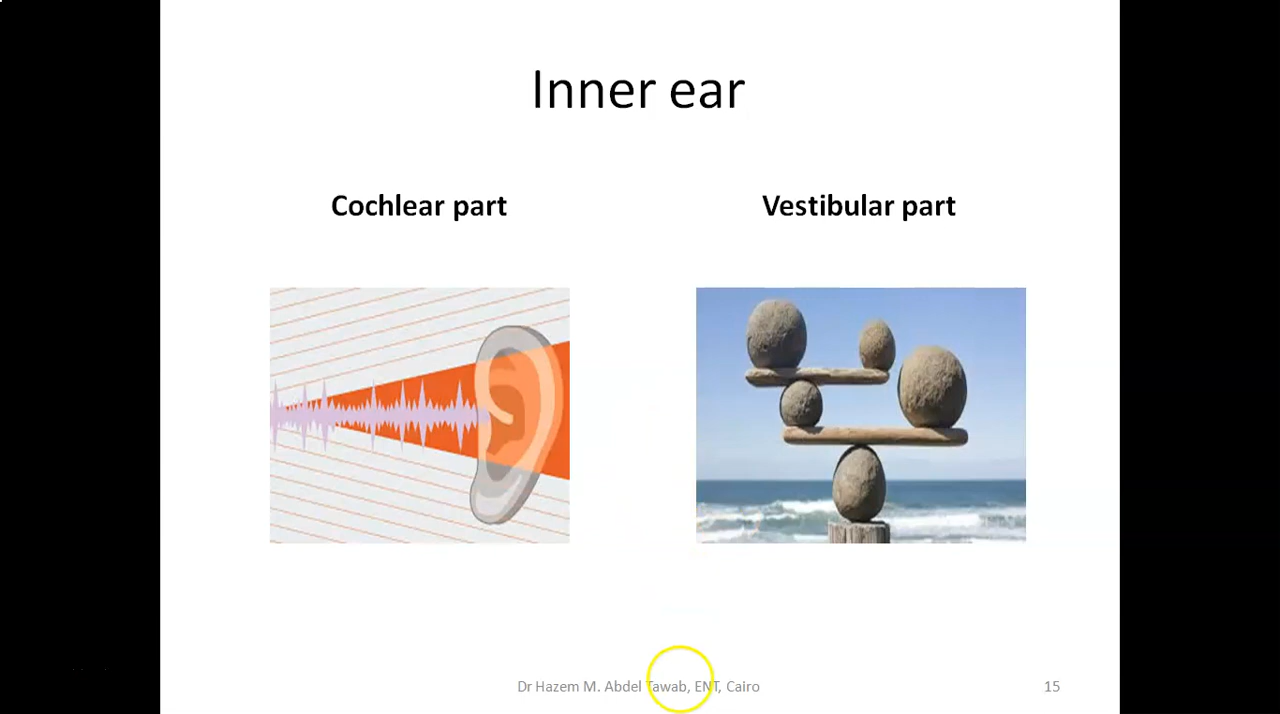 Inner ear
Cochlear part
Vestibular part
Dr Hazem M. Abdel Tawab, ENT, Cairo
15